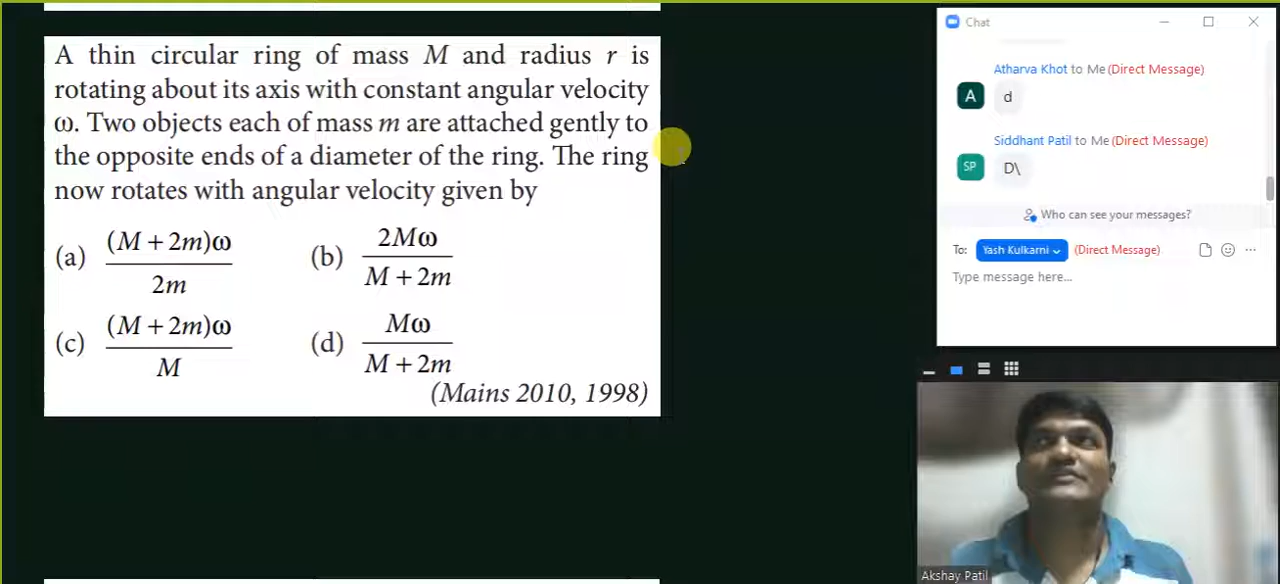 A thin circular ring of mass M and radius r is
rotating about its axis with constant angular velocity
ω. Two objects each of mass m are attached gently to
the opposite ends of a diameter of the ring. The ring
now rotates with angular velocity given by
(a) (M + 2m)ω / 2m (b) 2Mω / M + 2m
(c) (M + 2m)ω / M (d) Mω / M + 2m
(Mains 2010, 1998)
Chat
Atharva Khot to Me(Direct Message)
A d
Siddhant Patil to Me(Direct Message)
SP D\
Who can see your messages?
To: Yash Kulkarni (Direct Message)
Type message here...
Akshay Patil